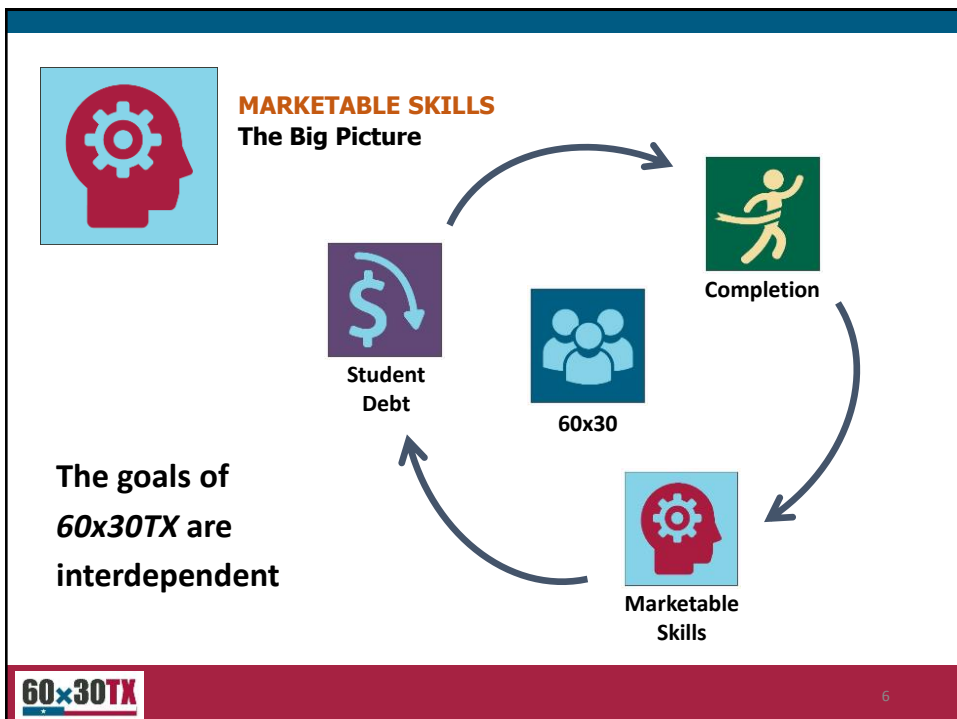 MARKETABLE SKILLS
The Big Picture
Completion
Student
Debt
60x30
The goals of
60x30TX are
interdependent
Marketable
Skills
60x30TX
6